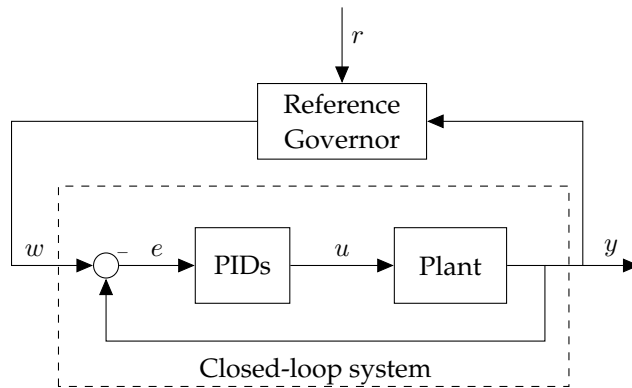 r
Reference
Governor
w
−
e
PIDs
u
Plant
y
Closed-loop system